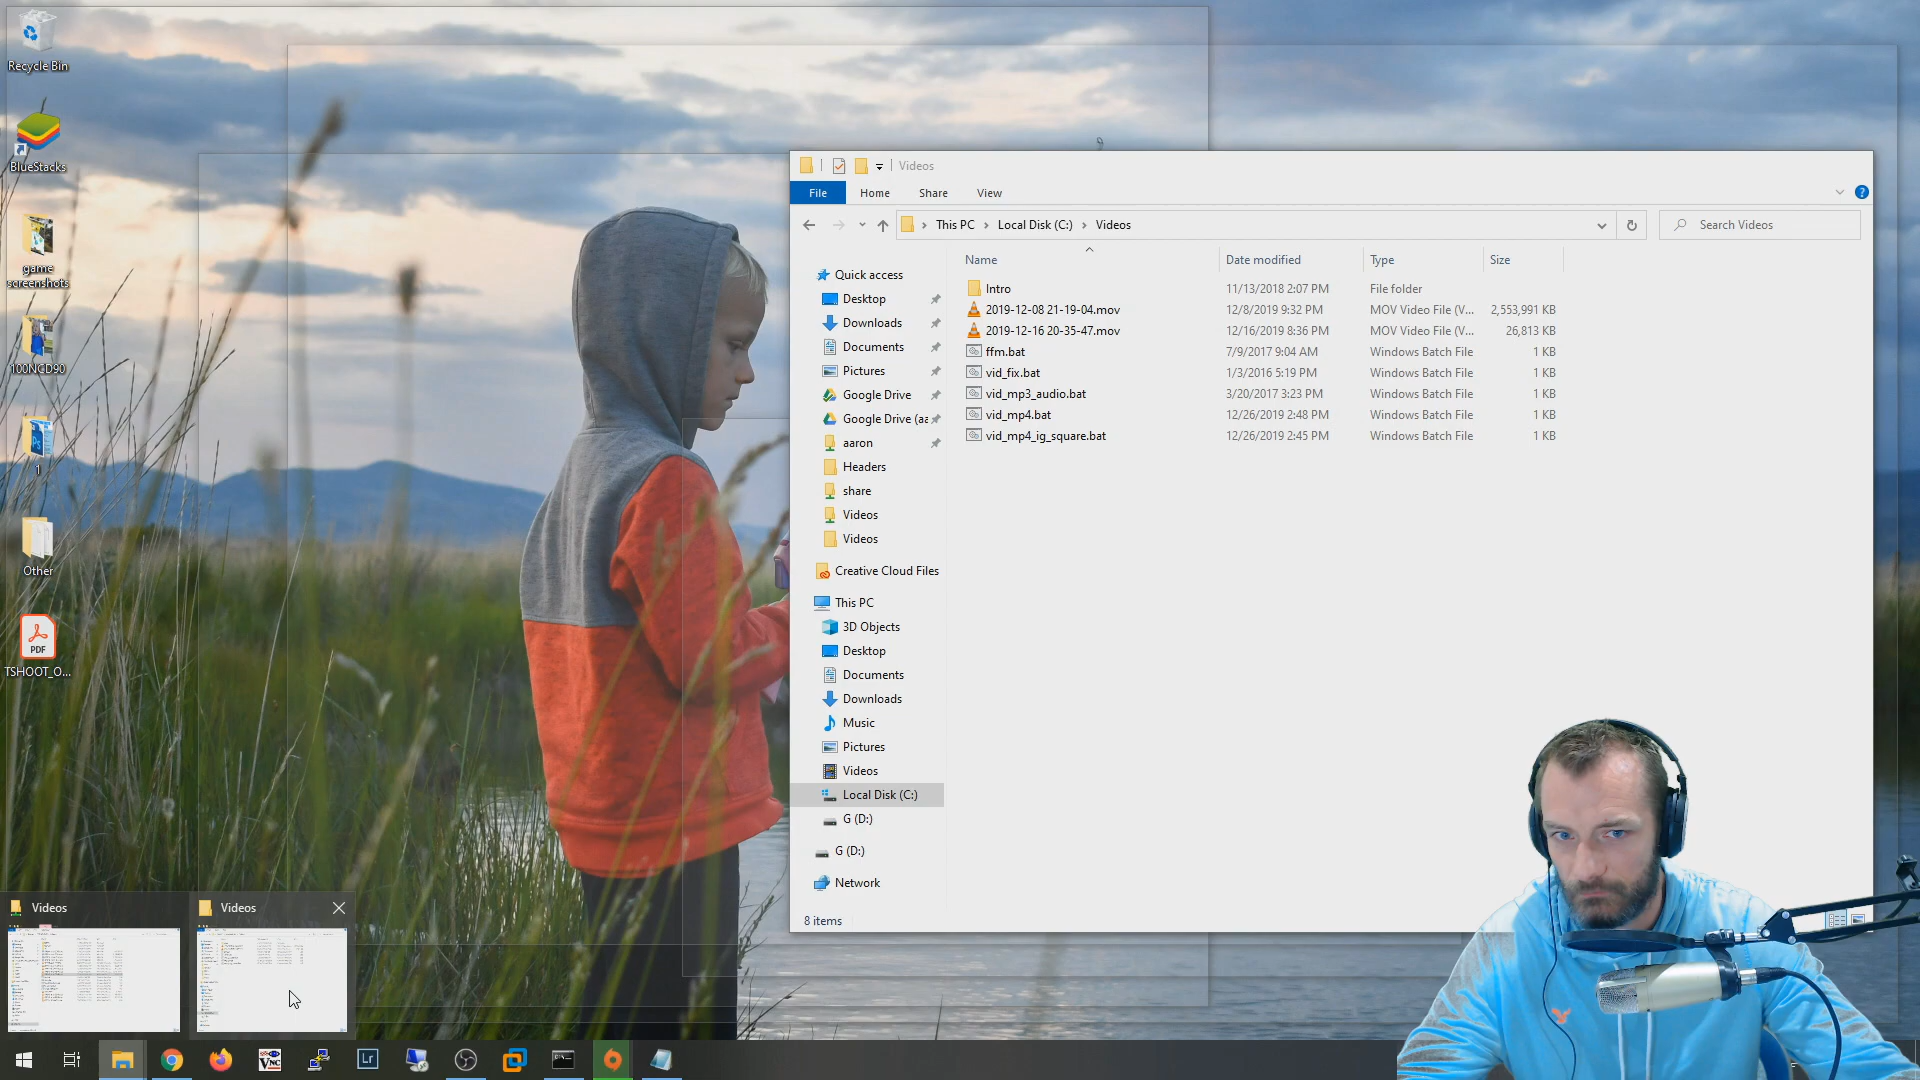 Recycle Bin
BlueStacks
game
screenshots
100NCD90
1
Other
PDF
TSHOOT_O...
Videos
File
Home
Share
View
This PC
Local Disk (C:)
Videos
Search Videos
Name
Date modified
Type
Size
Intro 11/13/2018 2:07 PM File folder
2019-12-08 21-19-04.mov 12/8/2019 9:32 PM MOV Video File (V... 2,553,991 KB
2019-12-16 20-35-47.mov 12/16/2019 8:36 PM MOV Video File (V... 26,813 KB
ffm.bat 7/9/2017 9:04 AM Windows Batch File 1 KB
vid_fix.bat 1/3/2016 5:19 PM Windows Batch File 1 KB
vid_mp3_audio.bat 3/20/2017 3:23 PM Windows Batch File 1 KB
vid_mp4.bat 12/26/2019 2:48 PM Windows Batch File 1 KB
vid_mp4_ig_square.bat 12/26/2019 2:45 PM Windows Batch File 1 KB
Quick access
Desktop
Downloads
Documents
Pictures
Google Drive
Google Drive (aa
aaron
Headers
share
Videos
Videos
Creative Cloud Files
This PC
3D Objects
Desktop
Documents
Downloads
Music
Pictures
Videos
Local Disk (C:)
G (D:)
G (D:)
Network
8 items
Videos
Videos
Lr